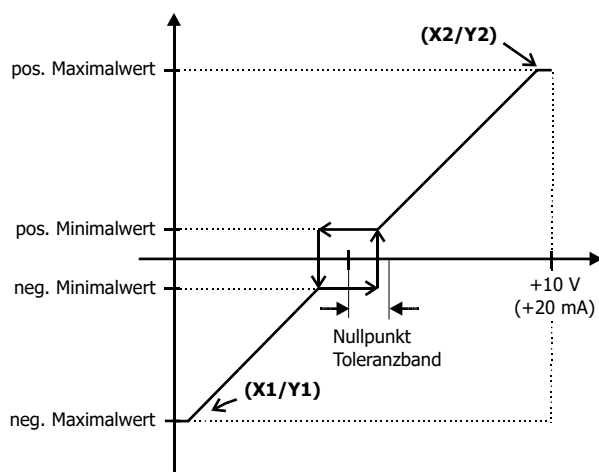 (X2/Y2)
pos. Maximalwert
pos. Minimalwert
neg. Minimalwert
+10 V
(+20 mA)
Nullpunkt
Toleranzband
(X1/Y1)
neg. Maximalwert